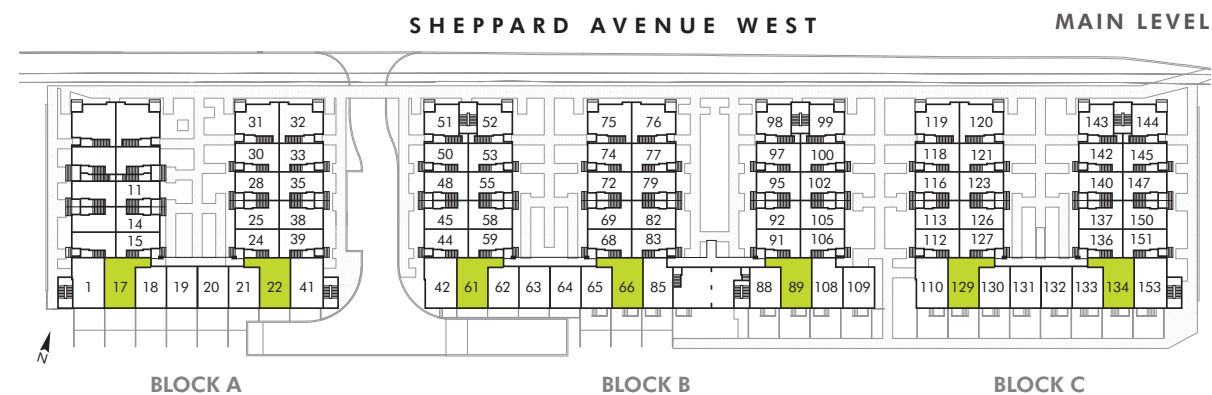 SHEPPARD AVENUE WEST
MAIN LEVEL
31 32 51 52 75 76 98 99 119 120 143 144
30 33 50 53 74 77 97 100 118 121 142 145
11 28 35 48 55 72 79 95 102 116 123 140 147
14 25 38 45 58 69 82 92 105 113 126 137 150
15 24 39 44 59 68 83 91 106 112 127 136 151
1 17 18 19 20 21 22 41 42 61 62 63 64 65 66 85 88 89 108 109 110 129 130 131 132 133 134 153
N
BLOCK A
BLOCK B
BLOCK C